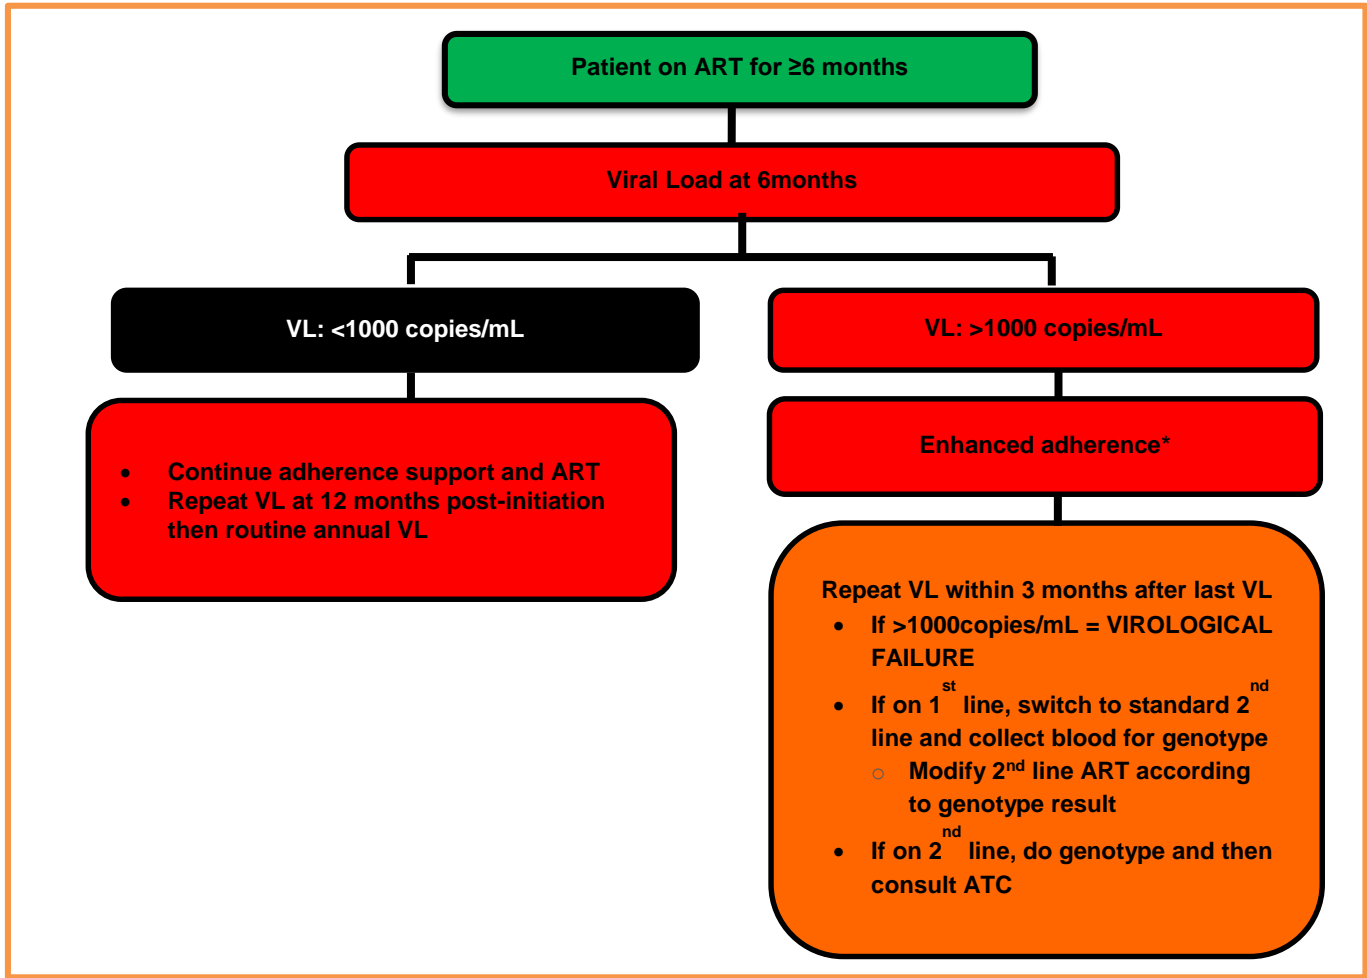 Patient on ART for ≥6 months
Viral Load at 6months
VL: <1000 copies/mL
VL: >1000 copies/mL
• Continue adherence support and ART
• Repeat VL at 12 months post-initiation
then routine annual VL
Enhanced adherence*
Repeat VL within 3 months after last VL
• If >1000copies/mL = VIROLOGICAL
FAILURE
• If on 1st line, switch to standard 2nd
line and collect blood for genotype
○ Modify 2nd line ART according
to genotype result
• If on 2nd line, do genotype and then
consult ATC